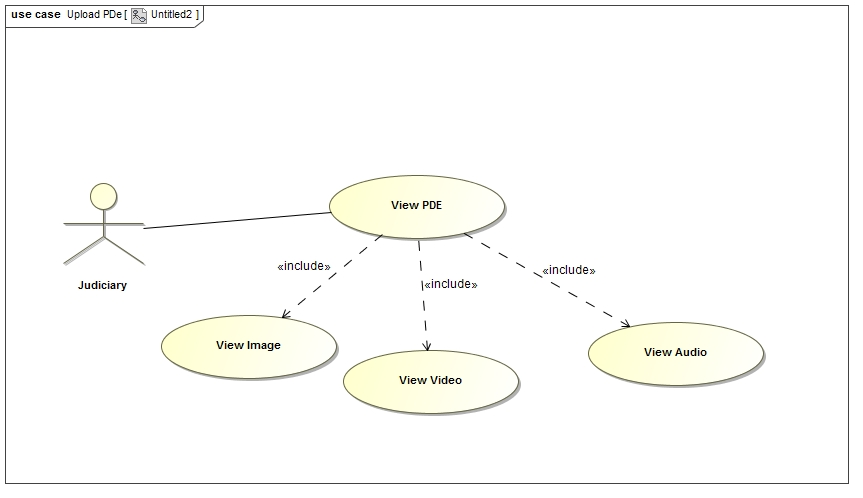 use case Upload PDe [ Untitled2 ]
View PDE
Judiciary
«include»
«include»
«include»
View Image
View Video
View Audio